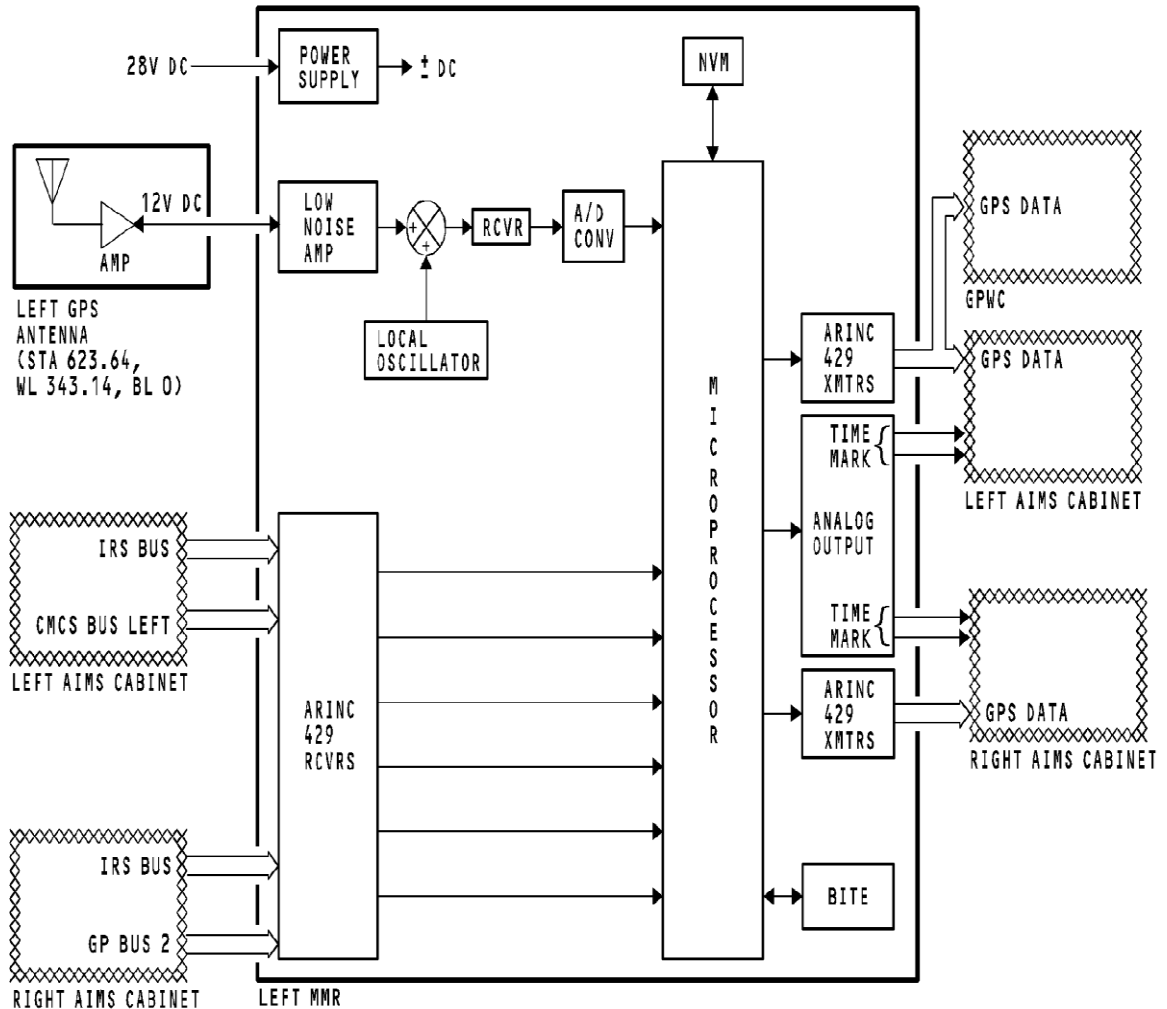 28V DC
POWER
SUPPLY
± DC
NVM
12V DC
AMP
LEFT GPS
ANTENNA
(STA 623.64,
WL 343.14, BL 0)
LOW
NOISE
AMP
+
+
RCVR
A/D
CONV
LOCAL
OSCILLATOR
MICROPROCESSOR
ARINC
429
XMTRS
GPS DATA
GPWC
GPS DATA
LEFT AIMS CABINET
TIME
MARK {
ANALOG
OUTPUT
TIME
MARK {
ARINC
429
XMTRS
GPS DATA
RIGHT AIMS CABINET
IRS BUS
CMCS BUS LEFT
LEFT AIMS CABINET
ARINC
429
RCVRS
IRS BUS
GP BUS 2
RIGHT AIMS CABINET
BITE
LEFT MMR